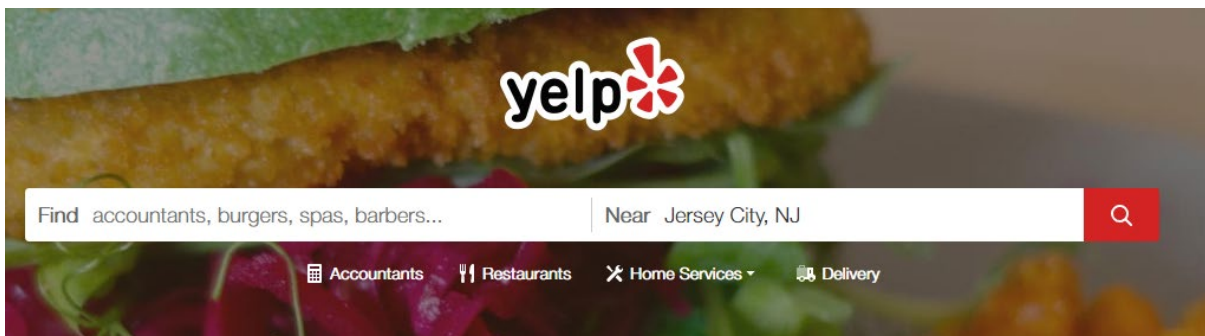 yelp
Find accountants, burgers, spas, barbers... Near Jersey City, NJ
Accountants Restaurants Home Services Delivery